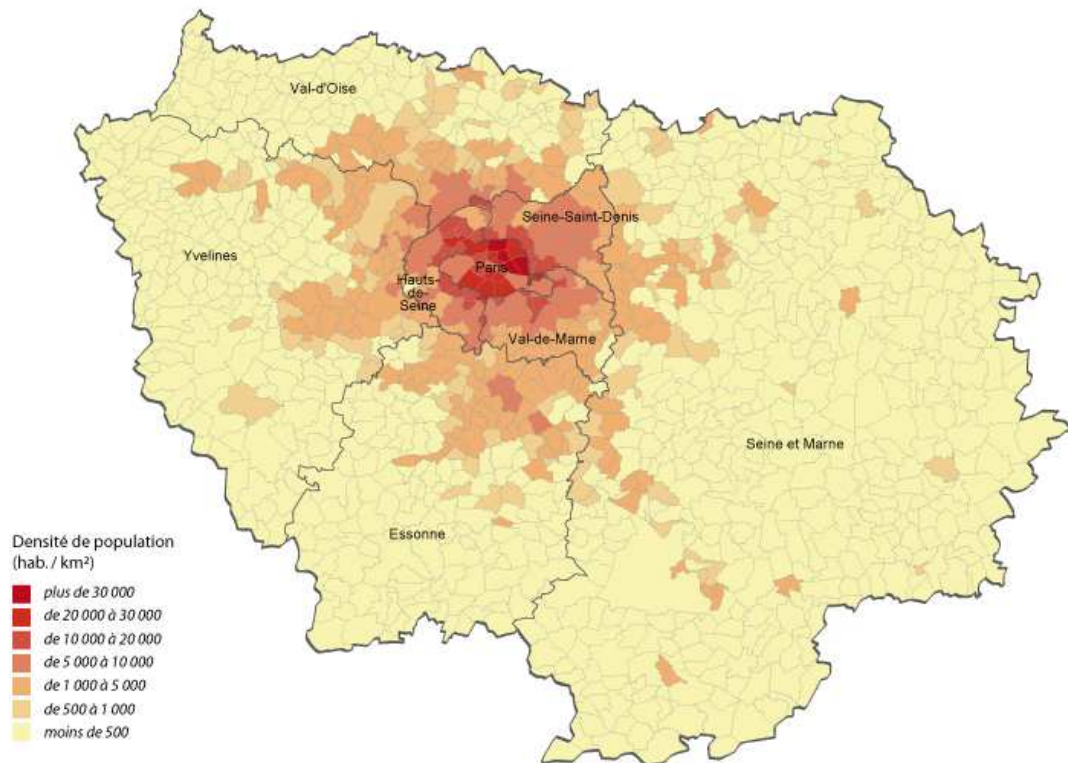 Val-d'Oise
Seine-Saint-Denis
Yvelines
Paris
Hauts-
de-
Seine
Val-de-Marne
Seine et Marne
Essonne
Densité de population
(hab. / km²)
plus de 30 000
de 20 000 à 30 000
de 10 000 à 20 000
de 5 000 à 10 000
de 1 000 à 5 000
de 500 à 1 000
moins de 500